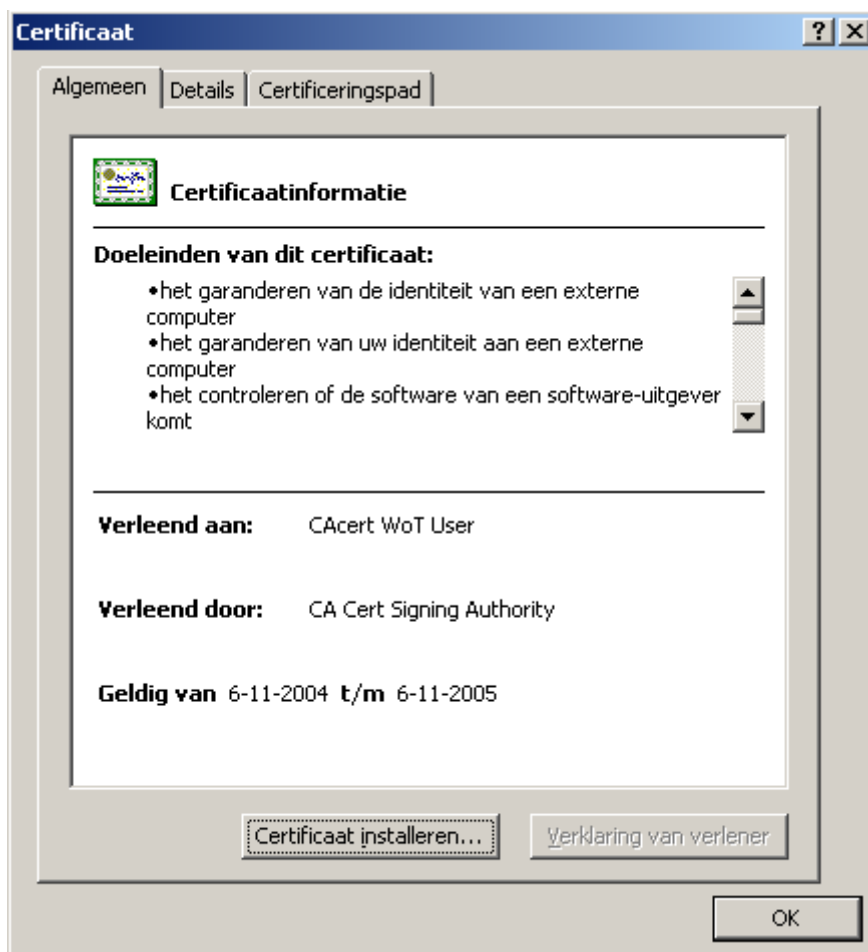 Certificaat
Algemeen Details Certificeringspad
Certificaatinformatie
Doeleinden van dit certificaat:
•het garanderen van de identiteit van een externe
computer
•het garanderen van uw identiteit aan een externe
computer
•het controleren of de software van een software-uitgever
komt
Verleend aan: CAcert WoT User
Verleend door: CA Cert Signing Authority
Geldig van 6-11-2004 t/m 6-11-2005
Certificaat installeren... Verklaring van verlener
OK